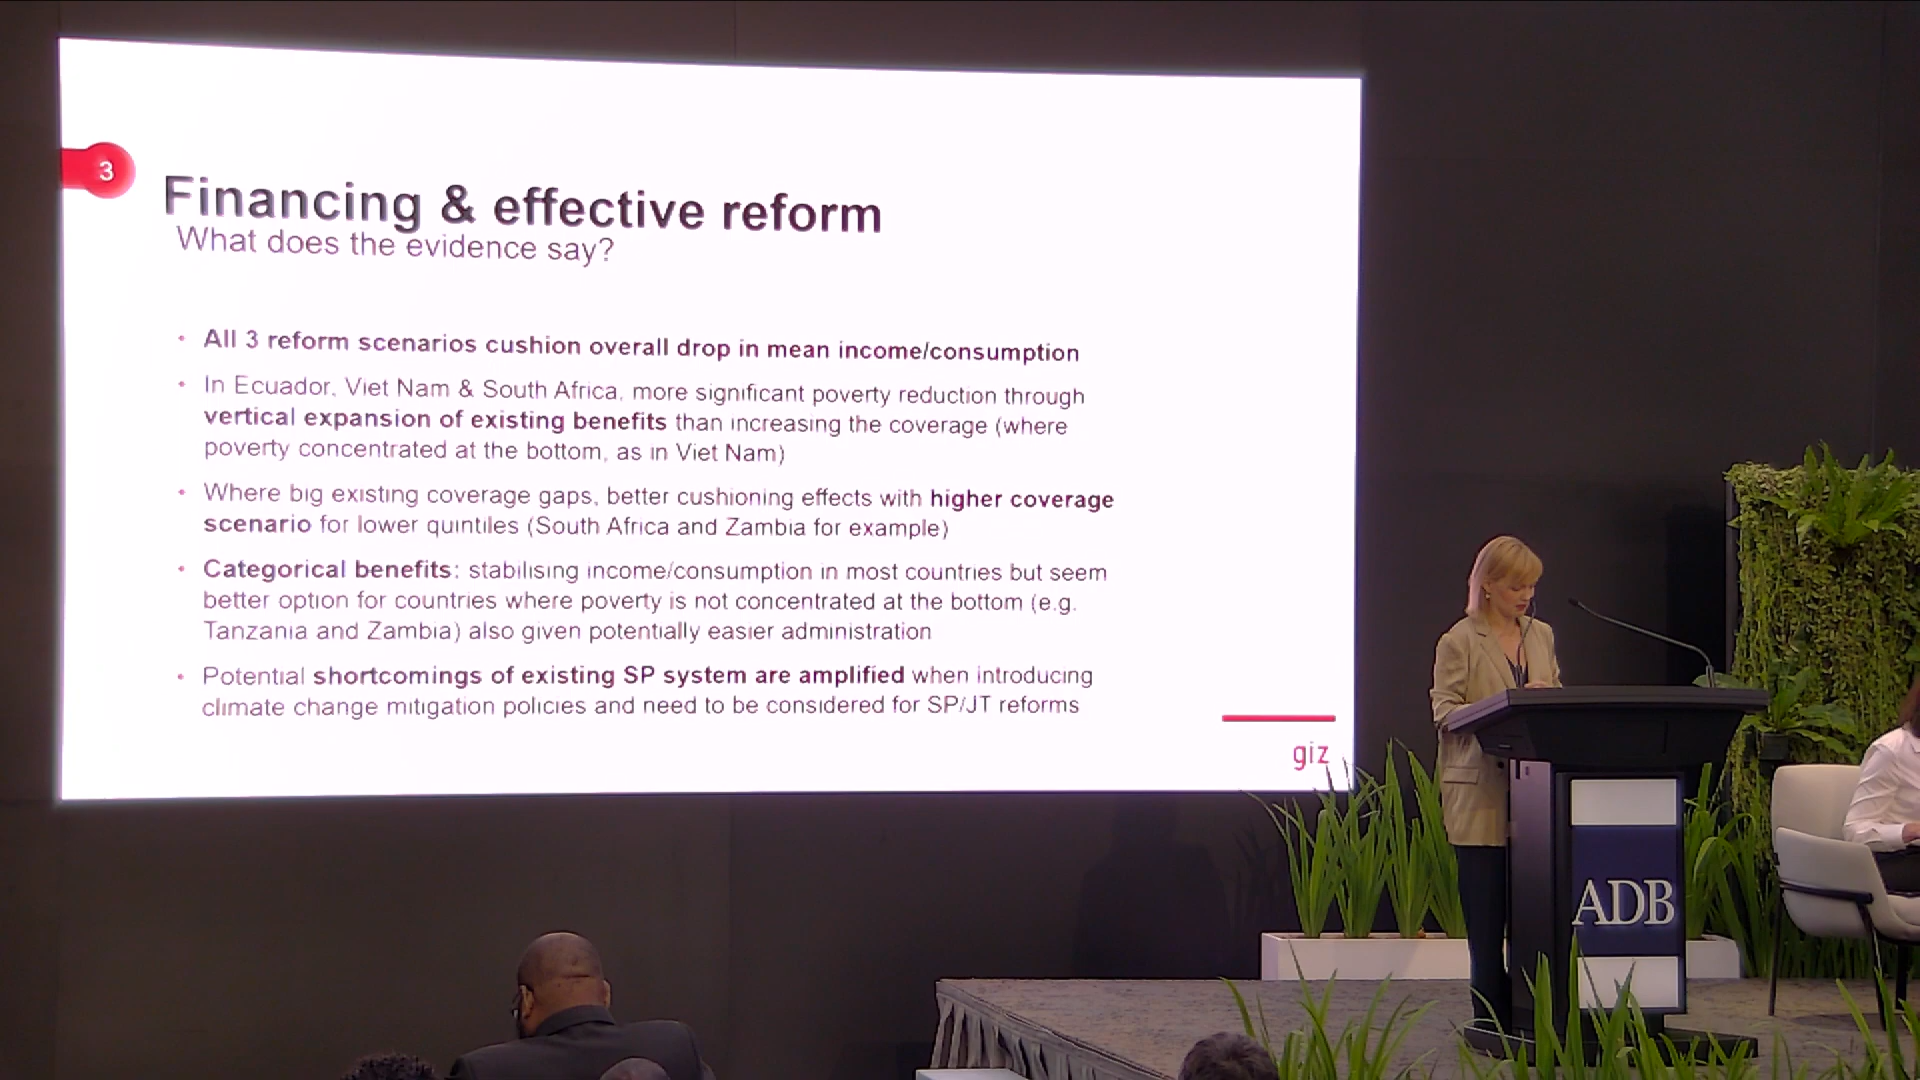 3
Financing & effective reform
What does the evidence say?
• All 3 reform scenarios cushion overall drop in mean income/consumption
• In Ecuador, Viet Nam & South Africa, more significant poverty reduction through
vertical expansion of existing benefits than increasing the coverage (where
poverty concentrated at the bottom, as in Viet Nam)
• Where big existing coverage gaps, better cushioning effects with higher coverage
scenario for lower quintiles (South Africa and Zambia for example)
• Categorical benefits: stabilising income/consumption in most countries but seem
better option for countries where poverty is not concentrated at the bottom (e.g.
Tanzania and Zambia) also given potentially easier administration
• Potential shortcomings of existing SP system are amplified when introducing
climate change mitigation policies and need to be considered for SP/JT reforms
giz
ADB